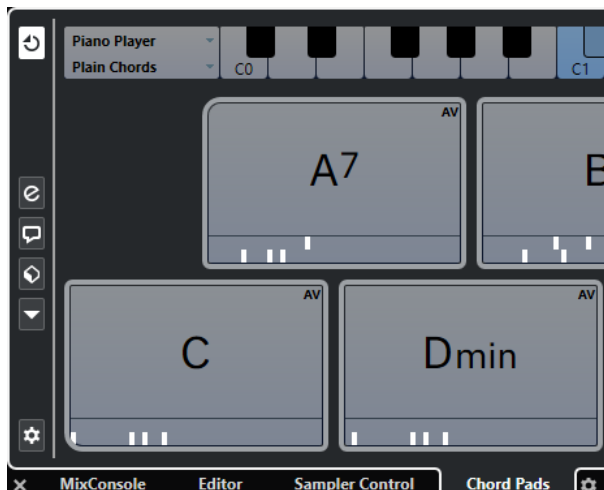 Piano Player
Plain Chords
C0
C1
AV
A7
B
AV
C
AV
Dmin
MixConsole
Editor
Sampler Control
Chord Pads